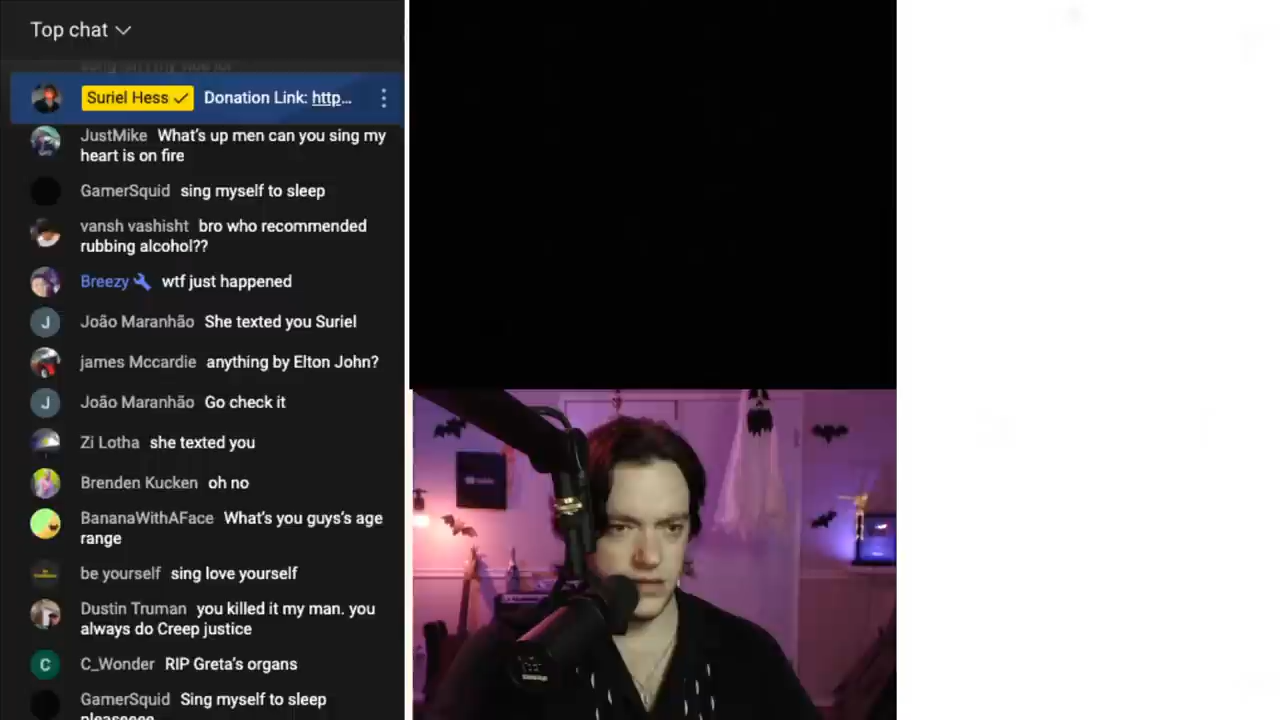 Top chat
Suriel Hess Donation Link: http...
JustMike What's up men can you sing my
heart is on fire
GamerSquid sing myself to sleep
vansh vashisht bro who recommended
rubbing alcohol??
Breezy wtf just happened
João Maranhão She texted you Suriel
james Mccardie anything by Elton John?
João Maranhão Go check it
Zi Lotha she texted you
Brenden Kucken oh no
BananaWithAFace What's you guys's age
range
be yourself sing love yourself
Dustin Truman you killed it my man. you
always do Creep justice
C_Wonder RIP Greta's organs
GamerSquid Sing myself to sleep